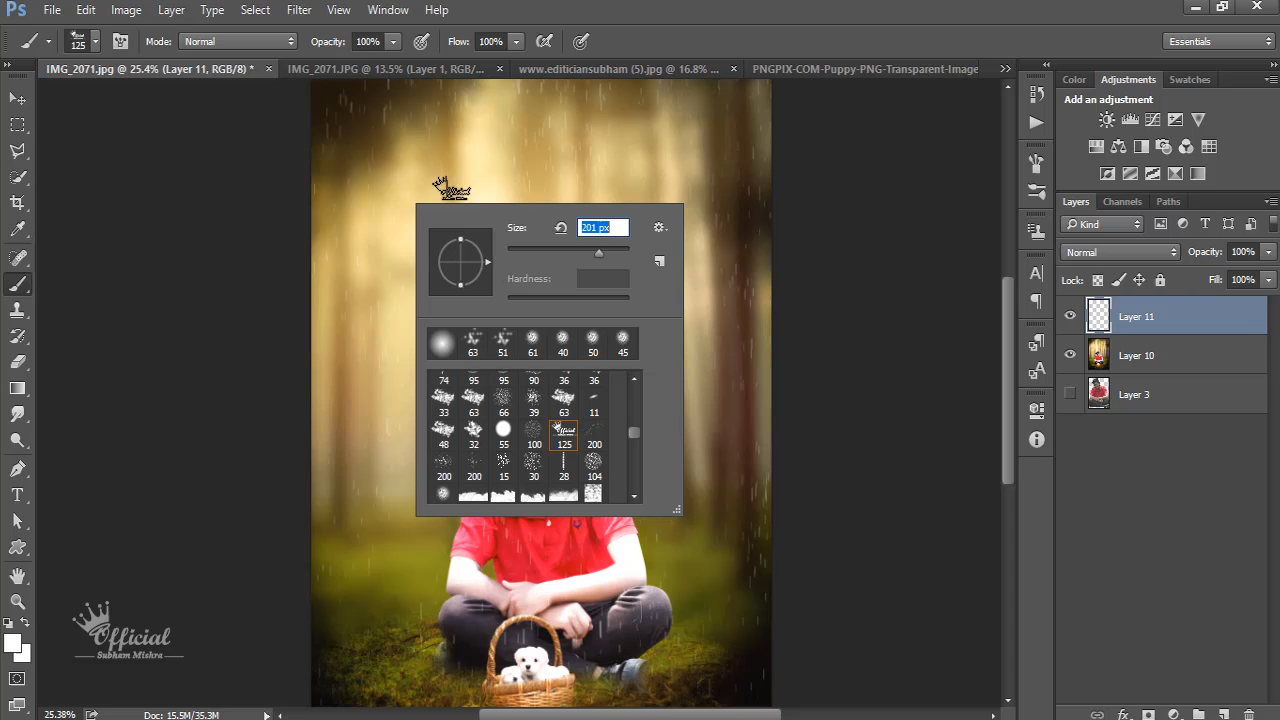 Ps File Edit Image Layer Type Select Filter View Window Help
125 Mode: Normal Opacity: 100% Flow: 100% Essentials
IMG_2071.jpg @ 25.4% (Layer 11, RGB/8) * × IMG_2071.JPG @ 13.5% (Layer 1, RGB/... × www.editiciansubham (5).jpg @ 16.8% ... × PNGPIX-COM-Puppy-PNG-Transparent-Image
Color Adjustments Swatches
Add an adjustment
Layers Channels Paths
Kind
Normal Opacity: 100%
Lock: Fill: 100%
Layer 11
Layer 10
Layer 3
Size: 201 px
Hardness:
63 51 61 40 50 45
74 95 95 90 36 36
33 63 66 39 63 11
48 32 55 100 125 200
200 200 15 30 28 104
Official
Subham Mishra
25.38% Doc: 15.5M/35.3M